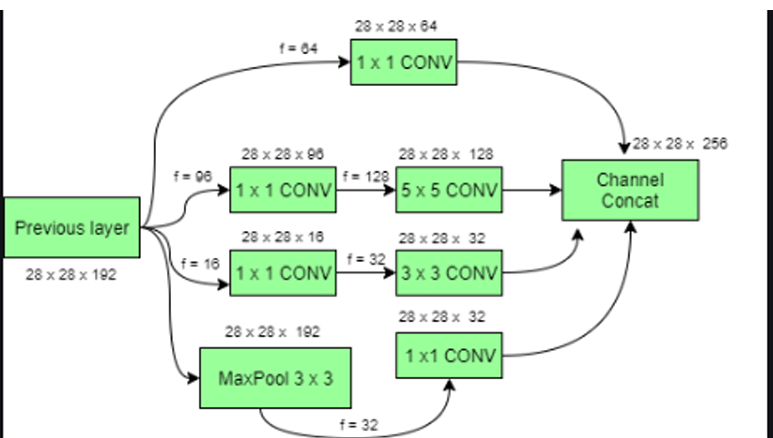 28 x 28 x 64
f = 64
1 x 1 CONV
28 x 28 x 256
28 x 28 x 96
28 x 28 x 128
f = 96
1 x 1 CONV
f = 128
5 x 5 CONV
Channel
Concat
Previous layer
28 x 28 x 192
28 x 28 x 16
28 x 28 x 32
f = 16
1 x 1 CONV
f = 32
3 x 3 CONV
28 x 28 x 192
28 x 28 x 32
MaxPool 3 x 3
1 x1 CONV
f = 32